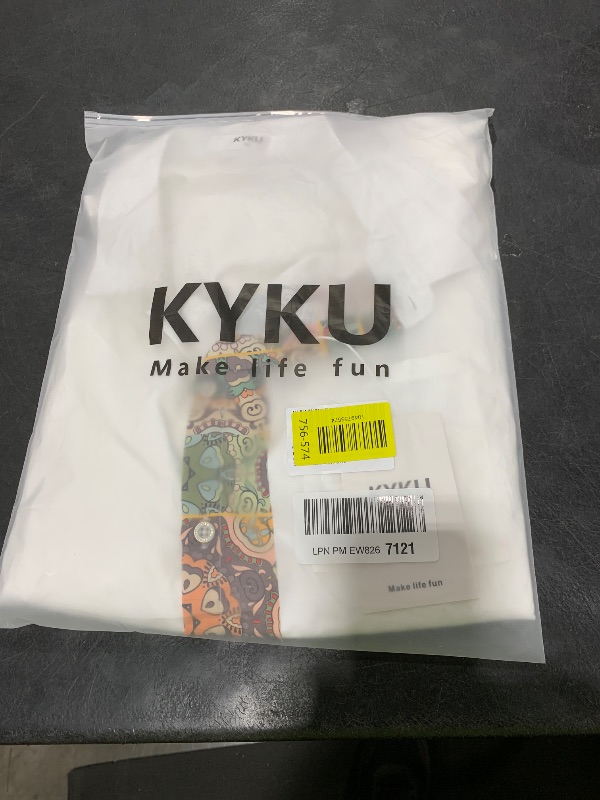 KYKU
KYKU
Make life fun
756-574
KYKU
LPN PM EW826 7121
Make life fun